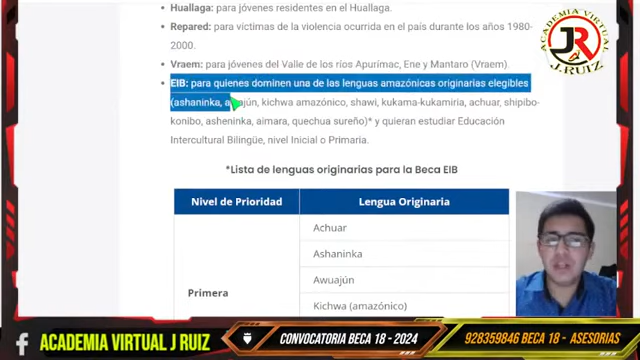 Huallaga: para jóvenes residentes en el Huallaga.
Repared: para víctimas de la violencia ocurrida en el país durante los años 1980-
2000.
Vraem: para jóvenes del Valle de los ríos Apurímac, Ene y Mantaro (Vraem).
EIB: para quienes dominen una de las lenguas amazónicas originarias elegibles
(ashaninka, awajún, kichwa amazónico, shawi, kukama-kukamiria, achuar, shipibo-
konibo, asheninka, aimara, quechua sureño)* y quieran estudiar Educación
Intercultural Bilingüe, nivel Inicial o Primaria.
*Lista de lenguas originarias para la Beca EIB
Nivel de Prioridad
Lengua Originaria
Achuar
Ashaninka
Awuajún
Primera
Kichwa (amazónico)
ACADEMIA VIRTUAL
JR
J.RUIZ
f ACADEMIA VIRTUAL J RUIZ
CONVOCATORIA BECA 18 - 2024
928359846 BECA 18 - ASESORIAS